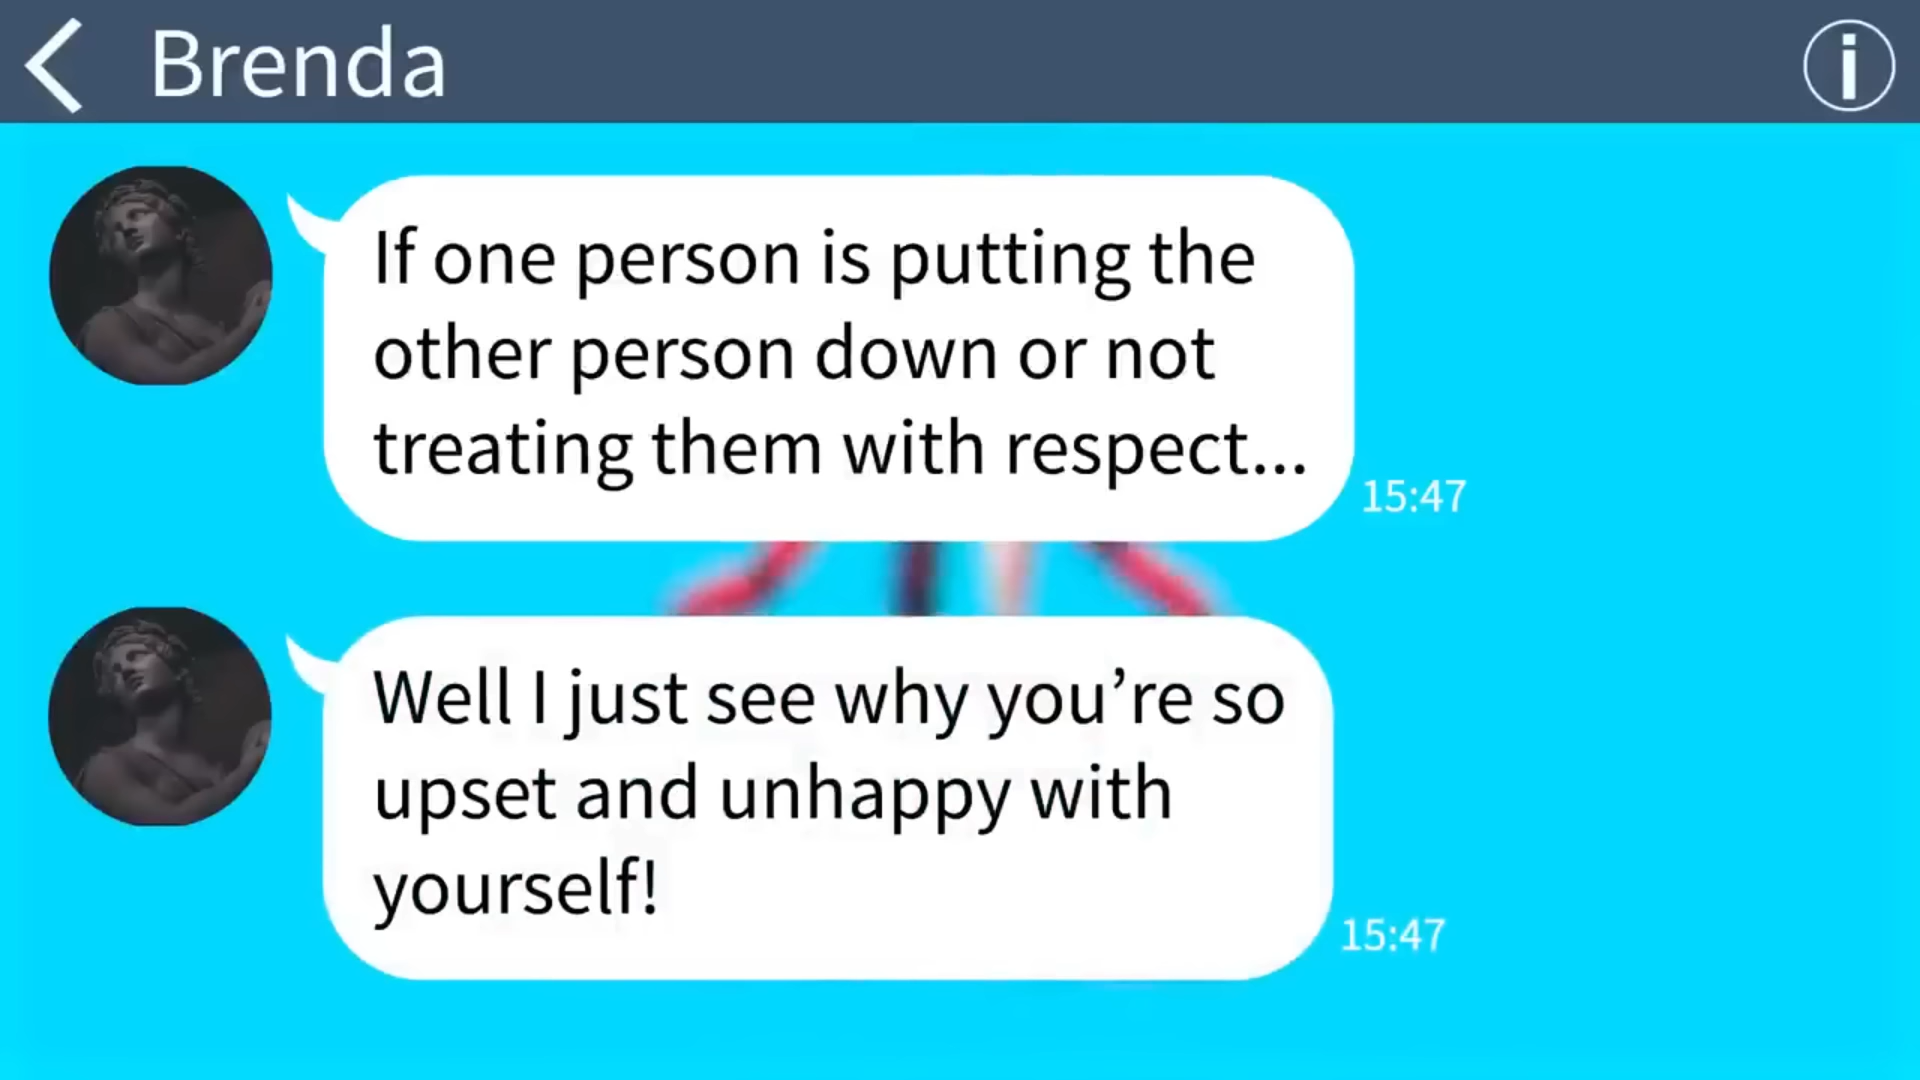 Brenda
If one person is putting the
other person down or not
treating them with respect...
15:47
Well I just see why you’re so
upset and unhappy with
yourself!
15:47